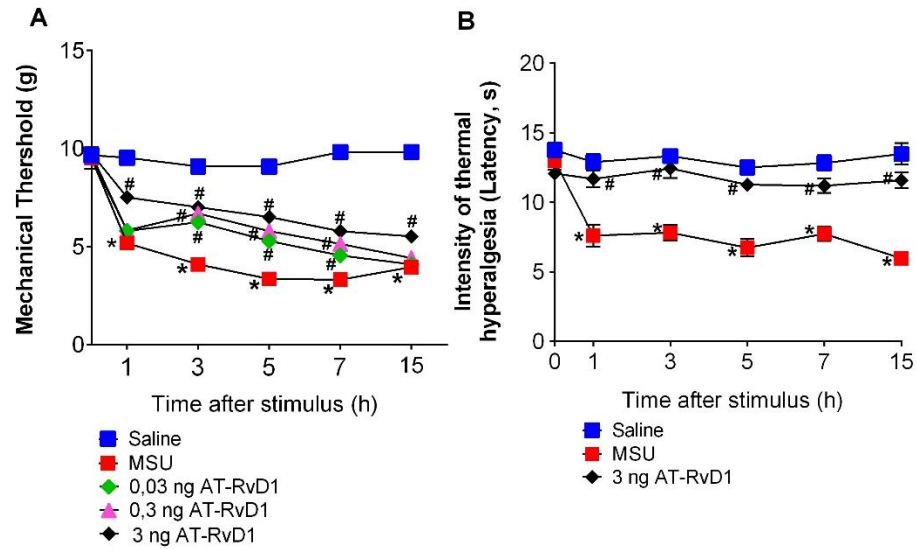 A
Mechanical Thershold (g)
15
10
5
0
# # # # #
# # #
# # #
* * * * *
1 3 5 7 15
Time after stimulus (h)
Saline
MSU
0,03 ng AT-RvD1
0,3 ng AT-RvD1
3 ng AT-RvD1
B
Intensity of thermal
hyperalgesia (Latency, s)
20
15
10
5
0
# # # # #
* * * * *
0 1 3 5 7 15
Time after stimulus (h)
Saline
MSU
3 ng AT-RvD1